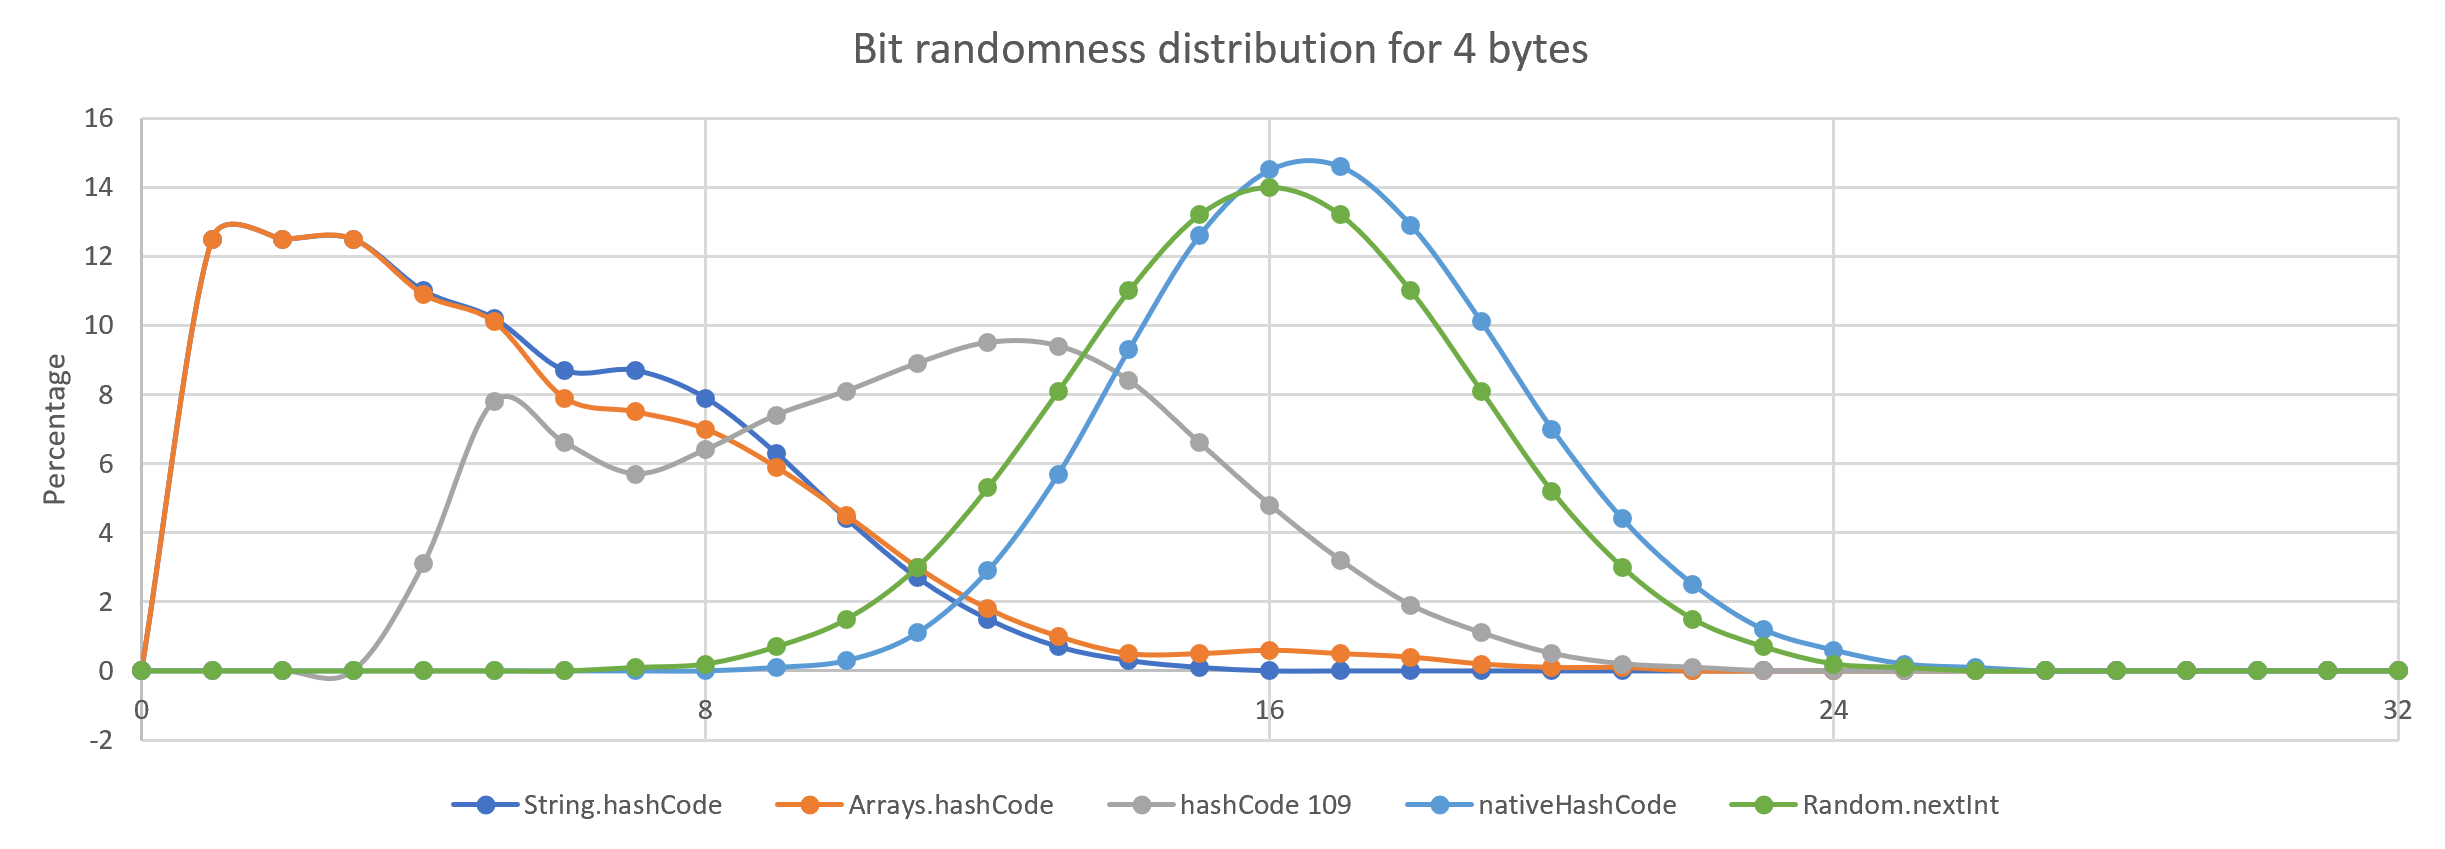 Bit randomness distribution for 4 bytes
Percentage
16
14
12
10
8
6
4
2
0
-2
0 8 16 24 32
String.hashCode Arrays.hashCode hashCode 109 nativeHashCode Random.nextInt